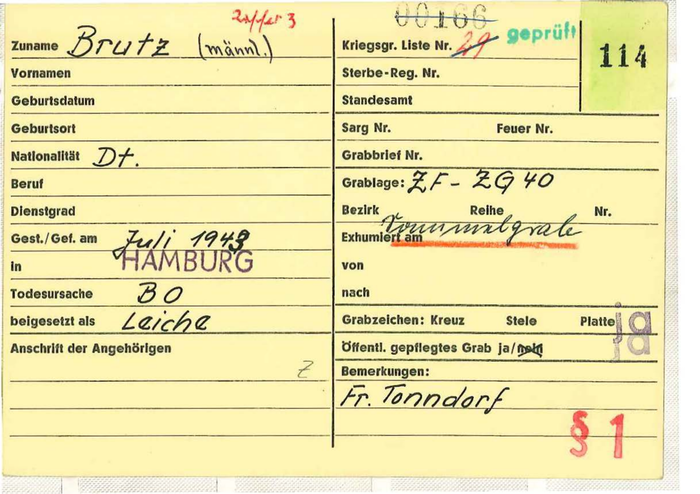 00166
Zuname Brutz (männl.)
Vornamen
Geburtsdatum
Geburtsort
Nationalität Dt.
Beruf
Dienstgrad
Gest./Gef. am Juli 1943
in HAMBURG
Todesursache BO
beigesetzt als Leiche
Anschrift der Angehörigen
Z
Kriegsgr. Liste Nr. 29 geprüft
114
Sterbe-Reg. Nr.
Standesamt
Sarg Nr. Feuer Nr.
Grabbrief Nr.
Grablage: ZF - ZG 40
Bezirk Reihe Nr.
Sammelgrab
Exhumiert am
von
nach
Grabzeichen: Kreuz Stele Platte ja
Öffentl. gepflegtes Grab ja/nein ja
Bemerkungen:
Fr. Tonndorf
§ 1